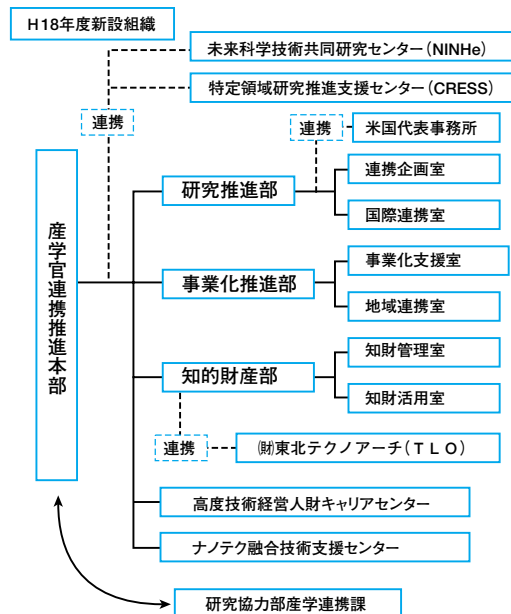 H18年度新設組織
未来科学技術共同研究センター(NINHe)
特定領域研究推進支援センター(CRESS)
連携
連携
米国代表事務所
研究推進部
連携企画室
国際連携室
産学官連携推進本部
事業化推進部
事業化支援室
地域連携室
知的財産部
知財管理室
知財活用室
連携
㈶東北テクノアーチ(TLO)
高度技術経営人財キャリアセンター
ナノテク融合技術支援センター
研究協力部産学連携課